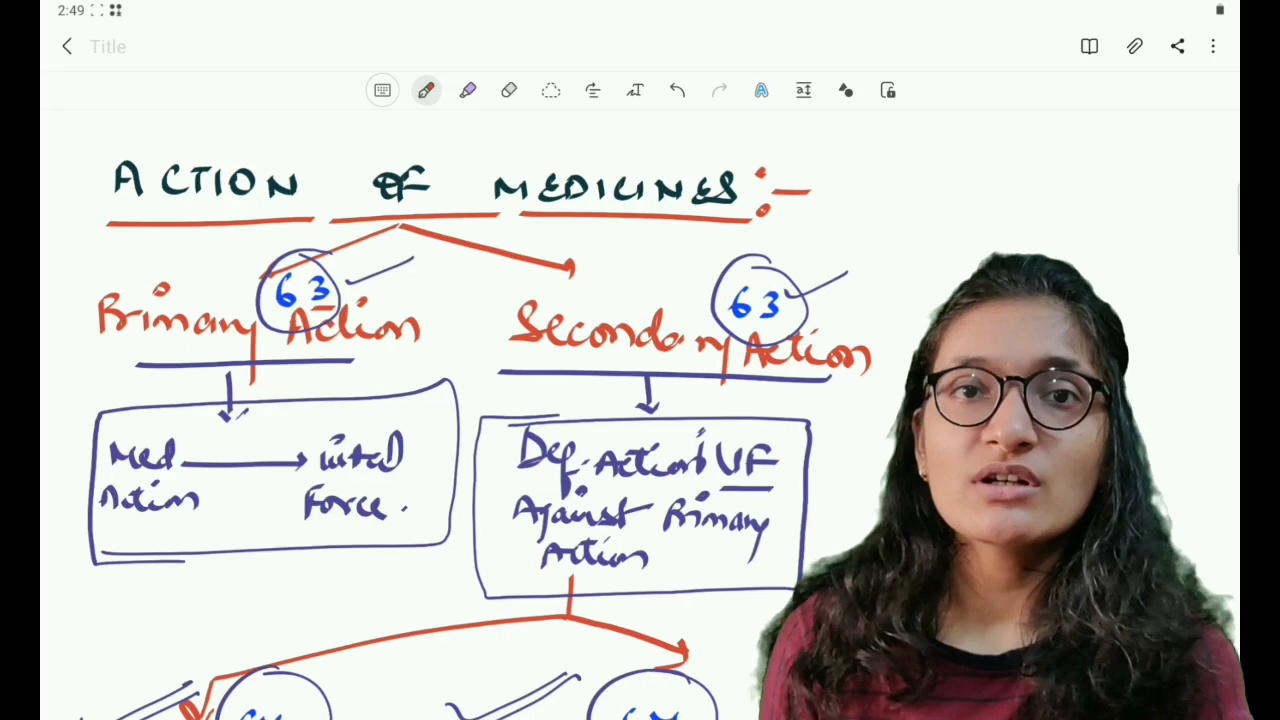 2:49
Title
ACTION OF MEDICINES :-
63
63
Primary Action
Secondary Action
Med → vital
Action Force.
Def. Action VF
Against Primary
Action